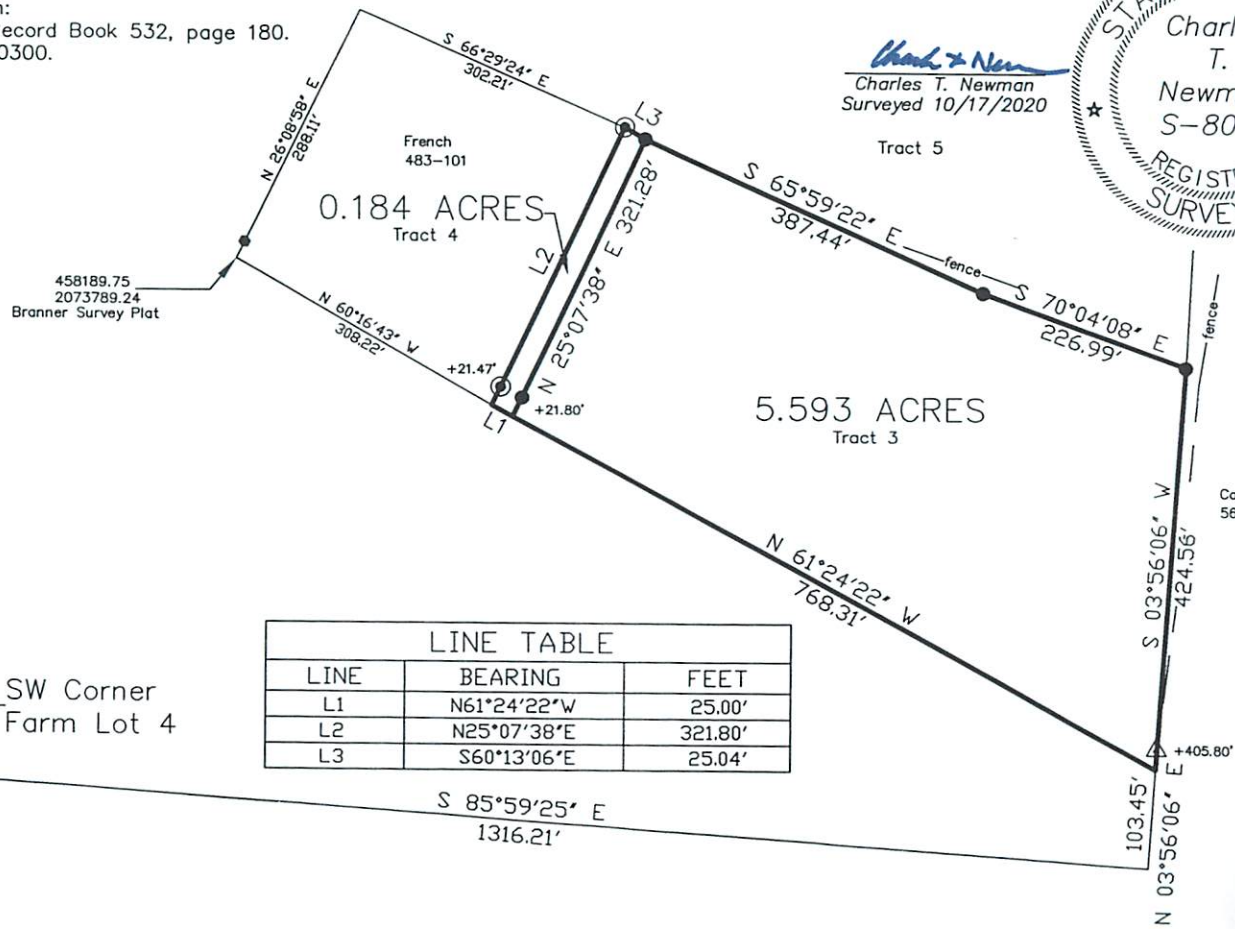 n:
ecord Book 532, page 180.
0300.
S 66°29'24" E
302.21'
N 26°08'58" E
288.11'
French
483-101
0.184 ACRES
Tract 4
458189.75
2073789.24
Branner Survey Plat
N 60°16'43" W
308.22'
L2
L3
N 25°07'38" E 321.28'
+21.47'
+21.80'
L1
Charles T. Newman
Surveyed 10/17/2020
Tract 5
STA
Charl
T.
Newm
S-80
REGIST
SURVEY
S 65°59'22" E
387.44'
fence
S 70°04'08" E
226.99'
fence
5.593 ACRES
Tract 3
Co
56
S 03°56'06" W
424.56'
N 61°24'22" W
768.31'
+405.80'
SW Corner
Farm Lot 4
LINE TABLE
LINE BEARING FEET
L1 N61°24'22"W 25.00'
L2 N25°07'38"E 321.80'
L3 S60°13'06"E 25.04'
S 85°59'25" E
1316.21'
103.45'
N 03°56'06" E